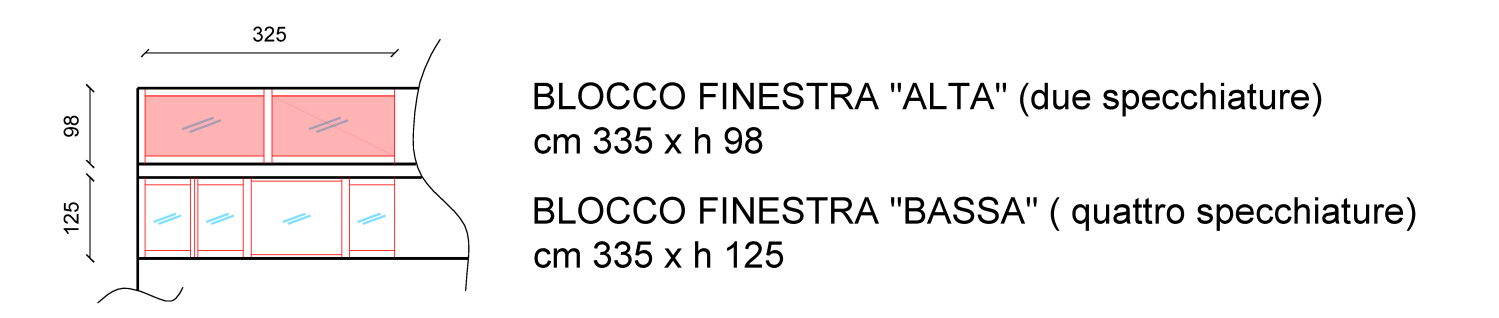 325
98
125
BLOCCO FINESTRA "ALTA" (due specchiature)
cm 335 x h 98
BLOCCO FINESTRA "BASSA" ( quattro specchiature)
cm 335 x h 125